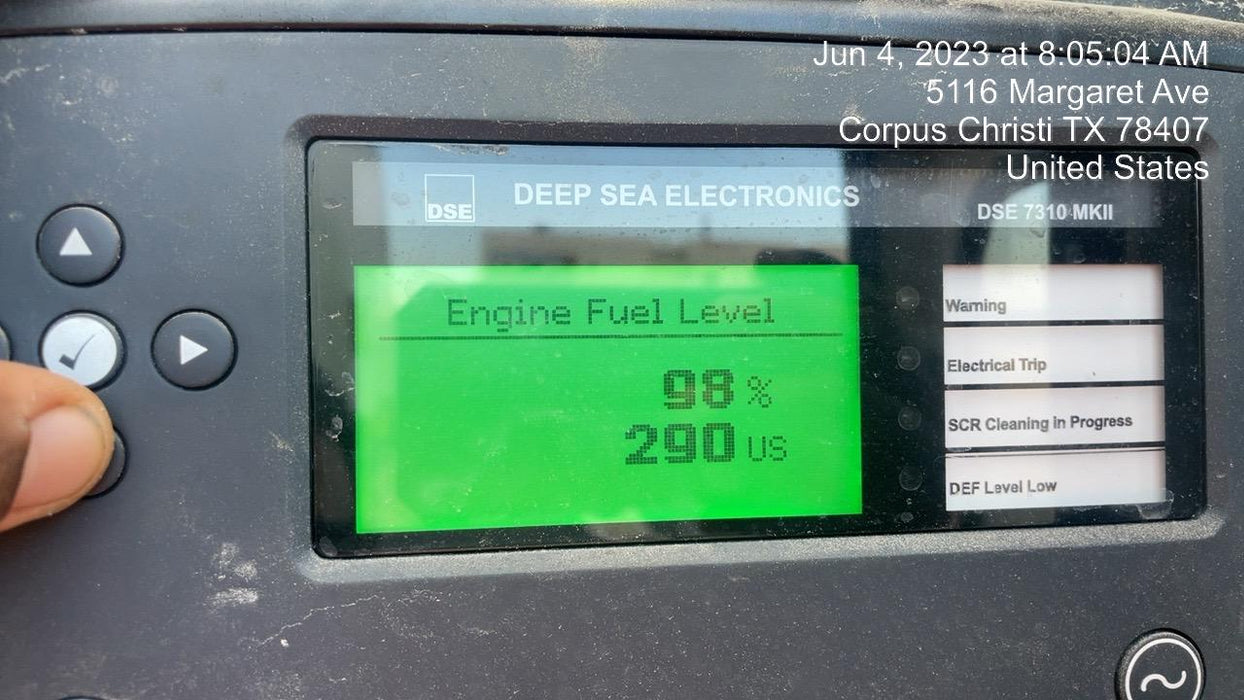 Jun 4, 2023 at 8:05:04 AM
5116 Margaret Ave
Corpus Christi TX 78407
United States
DSE
DEEP SEA ELECTRONICS
DSE 7310 MKII
Engine Fuel Level
98 %
290 US
Warning
Electrical Trip
SCR Cleaning in Progress
DEF Level Low